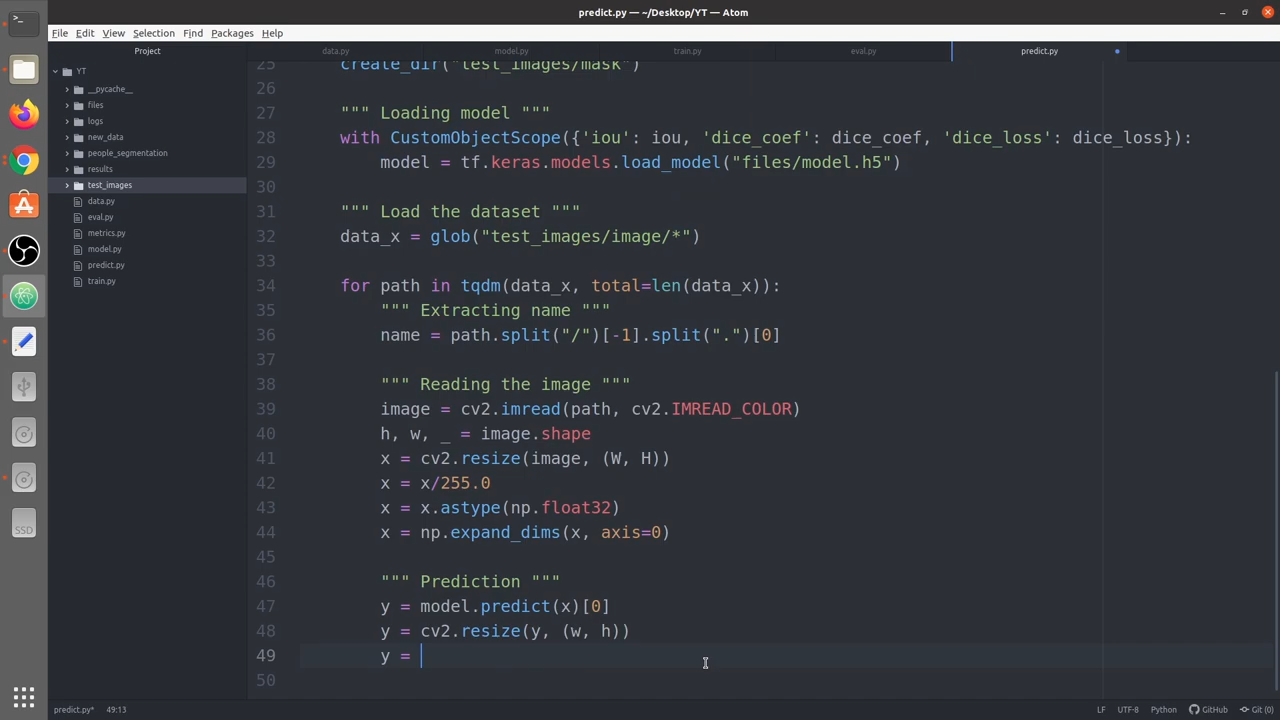 predict.py — ~/Desktop/YT — Atom
File Edit View Selection Find Packages Help
Project
data.py model.py train.py eval.py predict.py
YT
__pycache__
files
logs
new_data
people_segmentation
results
test_images
data.py
eval.py
metrics.py
model.py
predict.py
train.py
25 create_dir("test_images/mask")
26
27 """ Loading model """
28 with CustomObjectScope({'iou': iou, 'dice_coef': dice_coef, 'dice_loss': dice_loss}):
29 model = tf.keras.models.load_model("files/model.h5")
30
31 """ Load the dataset """
32 data_x = glob("test_images/image/*")
33
34 for path in tqdm(data_x, total=len(data_x)):
35 """ Extracting name """
36 name = path.split("/")[-1].split(".")[0]
37
38 """ Reading the image """
39 image = cv2.imread(path, cv2.IMREAD_COLOR)
40 h, w, _ = image.shape
41 x = cv2.resize(image, (W, H))
42 x = x/255.0
43 x = x.astype(np.float32)
44 x = np.expand_dims(x, axis=0)
45
46 """ Prediction """
47 y = model.predict(x)[0]
48 y = cv2.resize(y, (w, h))
49 y =
50
SSD
predict.py* 49:13 LF UTF-8 Python GitHub Git (0)